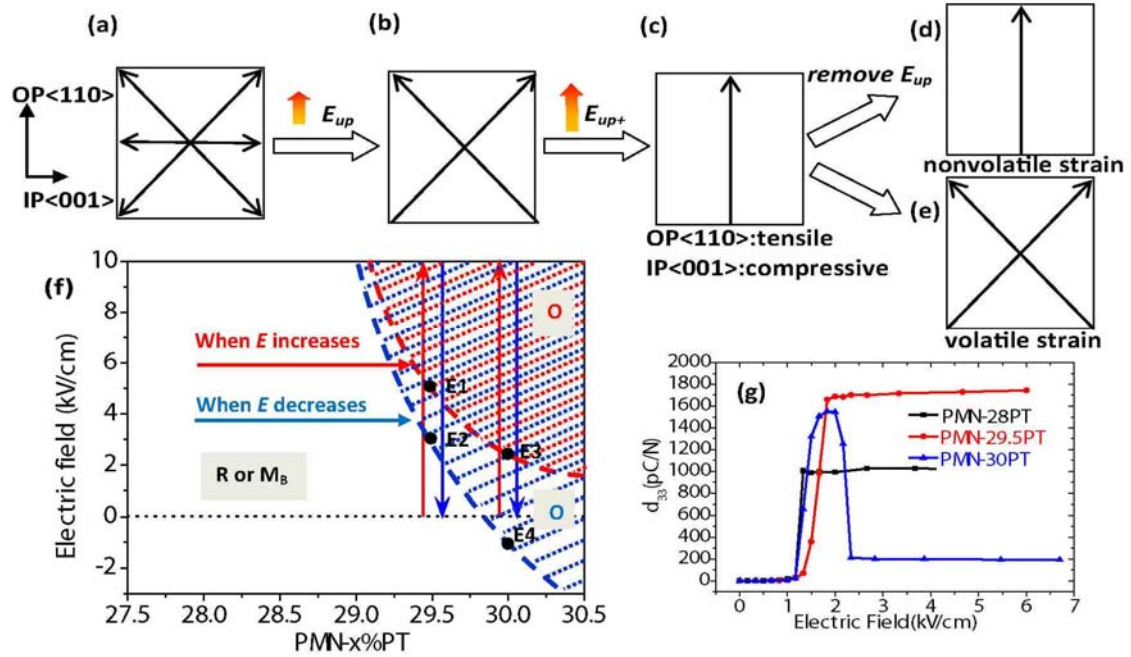 (a)
(b)
(c)
(d)
OP<110>
IP<001>
E_up
E_up+
remove E_up
nonvolatile strain
OP<110>:tensile
IP<001>:compressive
(e)
volatile strain
(f)
10
8
6
4
2
0
-2
Electric field (kV/cm)
When E increases
When E decreases
R or M_B
E1
E2
E3
E4
O
O
27.5 28.0 28.5 29.0 29.5 30.0 30.5
PMN-x%PT
(g)
2000
1800
1600
1400
1200
1000
800
600
400
200
0
d_33(pC/N)
PMN-28PT
PMN-29.5PT
PMN-30PT
0 1 2 3 4 5 6 7
Electric Field(kV/cm)